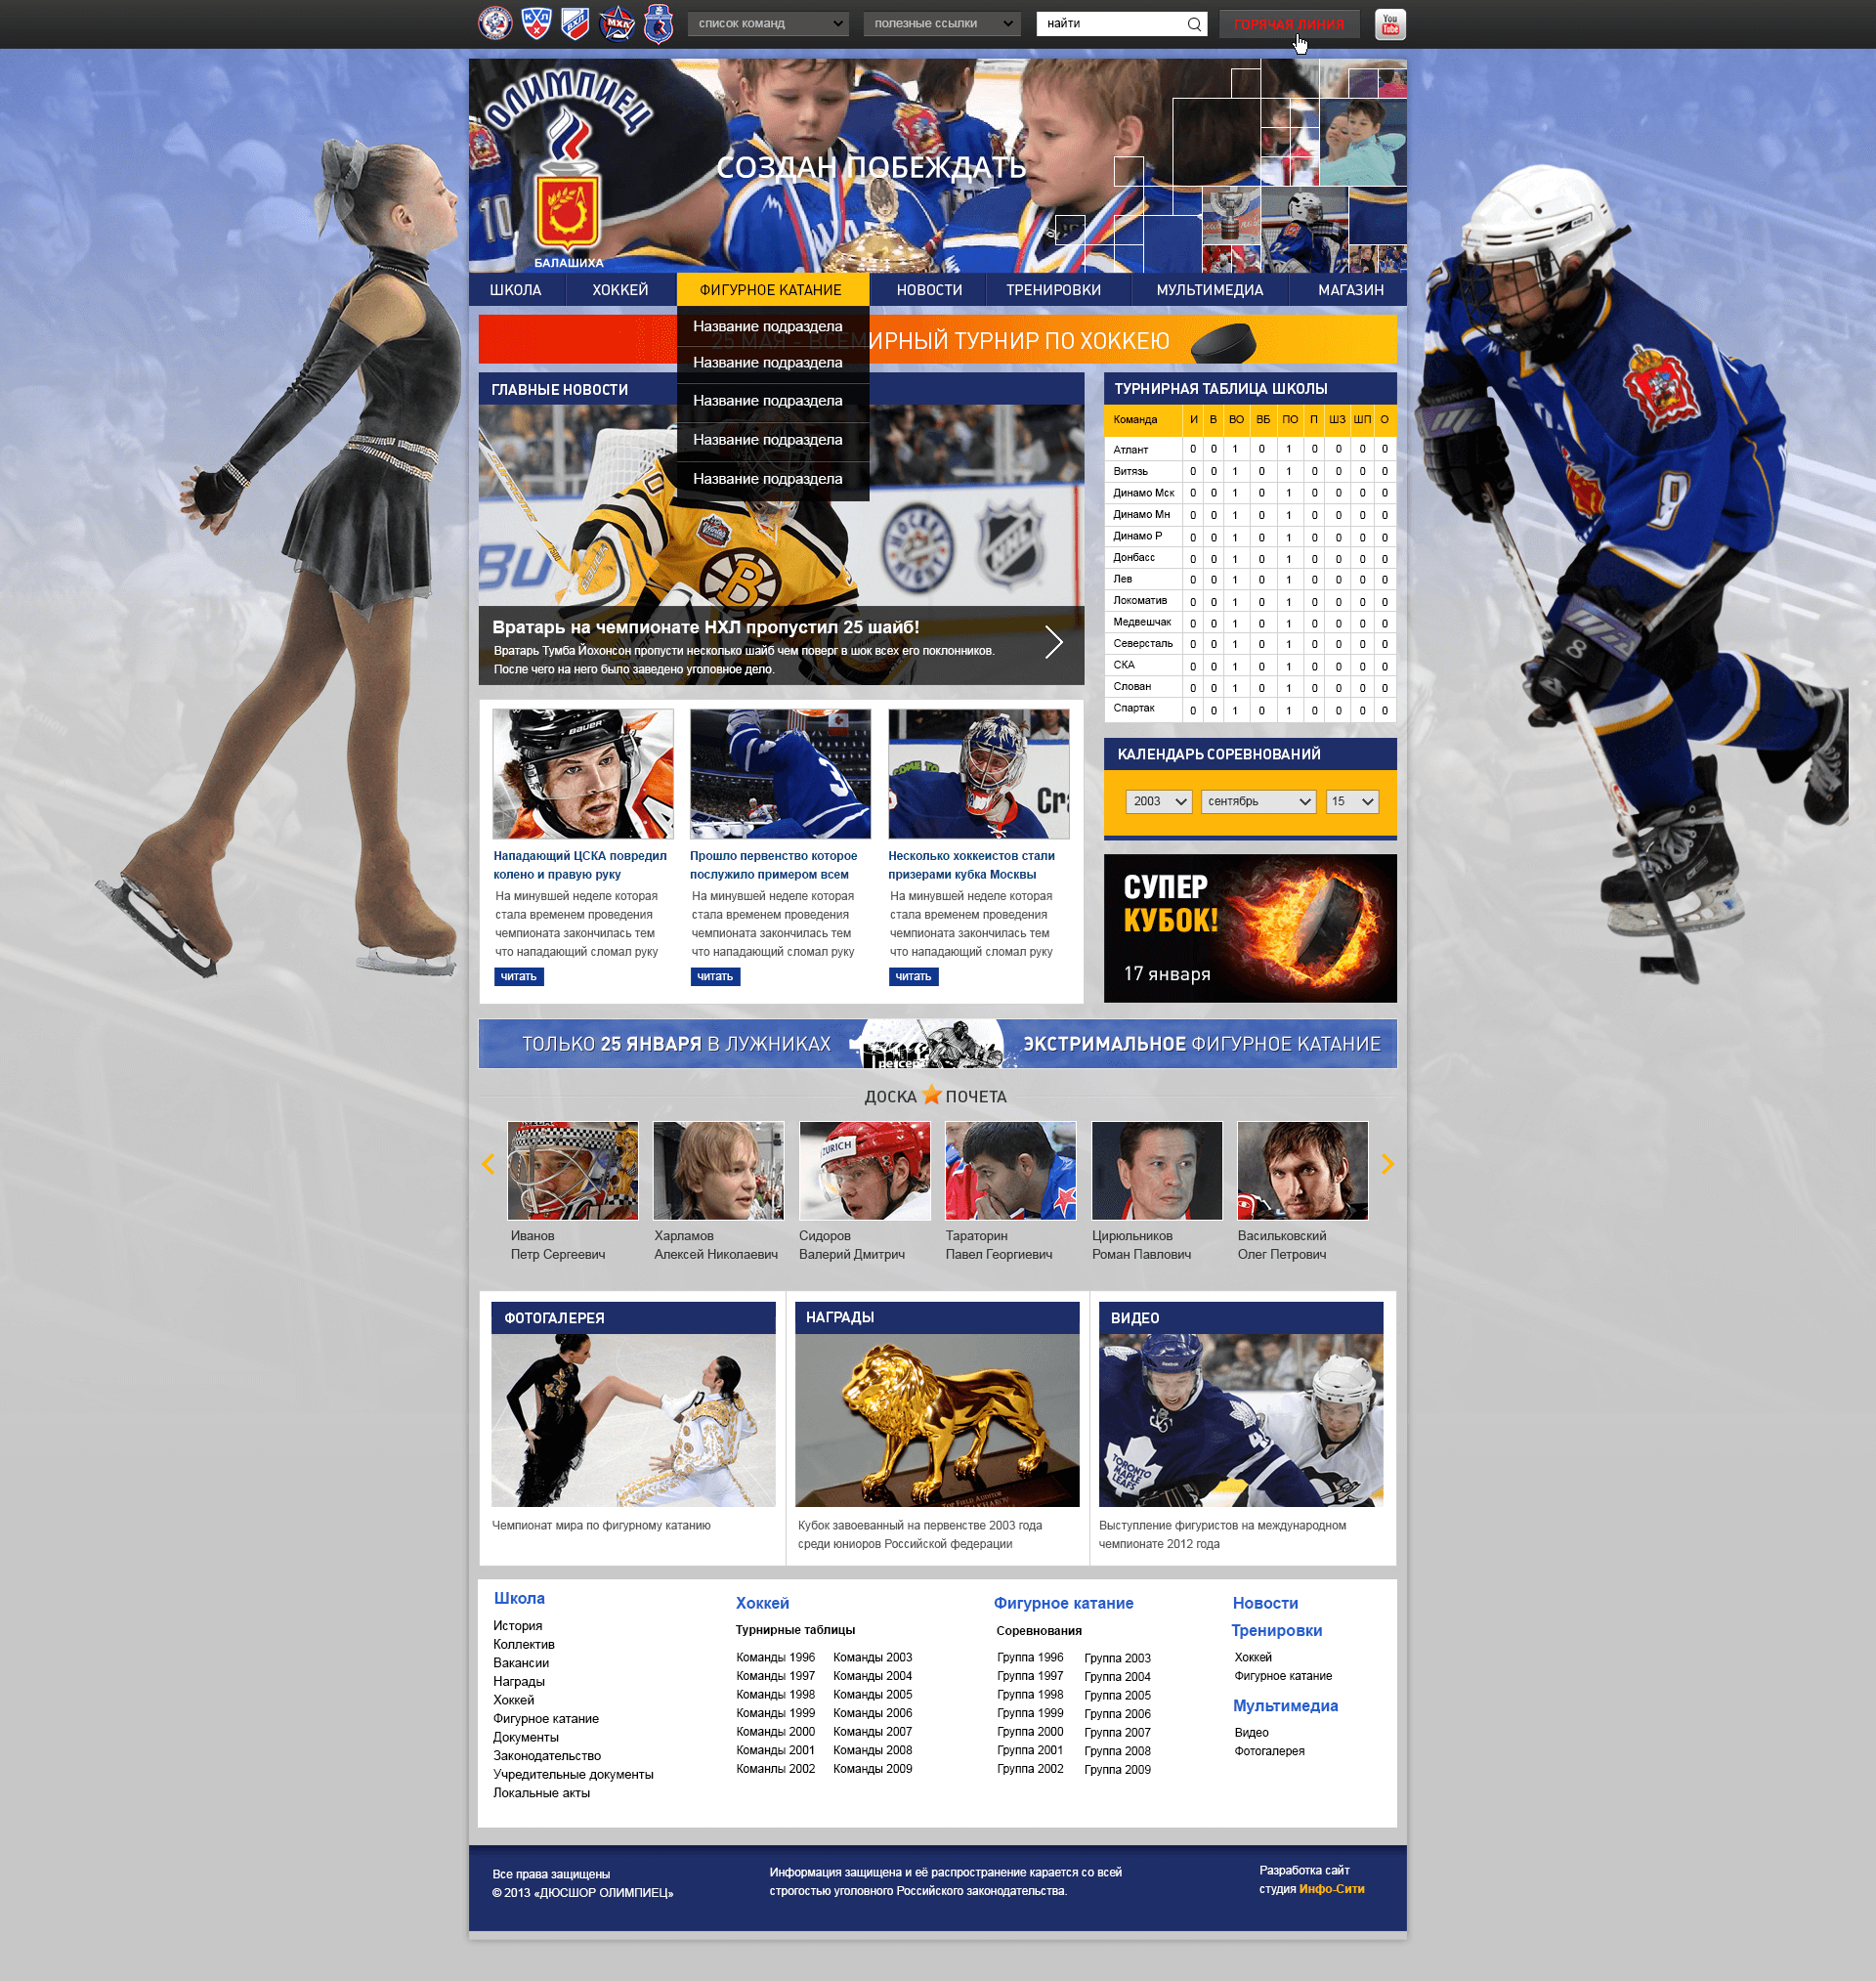 список команд
полезные ссылки
найти
ГОРЯЧАЯ ЛИНИЯ
You
Tube
ОЛИМПИЕЦ
БАЛАШИХА
СОЗДАН ПОБЕЖДАТЬ
ШКОЛА ХОККЕЙ ФИГУРНОЕ КАТАНИЕ НОВОСТИ ТРЕНИРОВКИ МУЛЬТИМЕДИА МАГАЗИН
Название подраздела
Название подраздела
Название подраздела
Название подраздела
Название подраздела
25 МАЯ - ВСЕМИРНЫЙ ТУРНИР ПО ХОККЕЮ
ГЛАВНЫЕ НОВОСТИ
Вратарь на чемпионате НХЛ пропустил 25 шайб!
Вратарь Тумба Йохонсон пропусти несколько шайб чем поверг в шок всех его поклонников.
После чего на него было заведено уголовное дело.
ТУРНИРНАЯ ТАБЛИЦА ШКОЛЫ
Команда И В ВО ВБ ПО П ШЗ ШП О
Атлант 0 0 1 0 1 0 0 0 0
Витязь 0 0 1 0 1 0 0 0 0
Динамо Мск 0 0 1 0 1 0 0 0 0
Динамо Мн 0 0 1 0 1 0 0 0 0
Динамо Р 0 0 1 0 1 0 0 0 0
Донбасс 0 0 1 0 1 0 0 0 0
Лев 0 0 1 0 1 0 0 0 0
Локоматив 0 0 1 0 1 0 0 0 0
Медвешчак 0 0 1 0 1 0 0 0 0
Северсталь 0 0 1 0 1 0 0 0 0
СКА 0 0 1 0 1 0 0 0 0
Слован 0 0 1 0 1 0 0 0 0
Спартак 0 0 1 0 1 0 0 0 0
КАЛЕНДАРЬ СОРЕВНОВАНИЙ
2003 сентябрь 15
СУПЕР
КУБОК!
17 января
Нападающий ЦСКА повредил
колено и правую руку
На минувшей неделе которая
стала временем проведения
чемпионата закончилась тем
что нападающий сломал руку
читать
Прошло первенство которое
послужило примером всем
На минувшей неделе которая
стала временем проведения
чемпионата закончилась тем
что нападающий сломал руку
читать
Несколько хоккеистов стали
призерами кубка Москвы
На минувшей неделе которая
стала временем проведения
чемпионата закончилась тем
что нападающий сломал руку
читать
ТОЛЬКО 25 ЯНВАРЯ В ЛУЖНИКАХ
ЭКСТРИМАЛЬНОЕ ФИГУРНОЕ КАТАНИЕ
ДОСКА ПОЧЕТА
ZURICH
Иванов
Петр Сергеевич
Харламов
Алексей Николаевич
Сидоров
Валерий Дмитрич
Тараторин
Павел Георгиевич
Цирюльников
Роман Павлович
Васильковский
Олег Петрович
ФОТОГАЛЕРЕЯ
Чемпионат мира по фигурному катанию
НАГРАДЫ
TOP FIELD AUDITOR
Кубок завоеванный на первенстве 2003 года
среди юниоров Российской федерации
ВИДЕО
TORONTO
MAPLE
LEAFS
Выступление фигуристов на международном
чемпионате 2012 года
Школа
История
Коллектив
Вакансии
Награды
Хоккей
Фигурное катание
Документы
Законодательство
Учредительные документы
Локальные акты
Хоккей
Турнирные таблицы
Команды 1996 Команды 2003
Команды 1997 Команды 2004
Команды 1998 Команды 2005
Команды 1999 Команды 2006
Команды 2000 Команды 2007
Команды 2001 Команды 2008
Команлы 2002 Команды 2009
Фигурное катание
Соревнования
Группа 1996 Группа 2003
Группа 1997 Группа 2004
Группа 1998 Группа 2005
Группа 1999 Группа 2006
Группа 2000 Группа 2007
Группа 2001 Группа 2008
Группа 2002 Группа 2009
Новости
Тренировки
Хоккей
Фигурное катание
Мультимедиа
Видео
Фотогалерея
Все права защищены
© 2013 «ДЮСШОР ОЛИМПИЕЦ»
Информация защищена и её распространение карается со всей
строгостью уголовного Российского законодательства.
Разработка сайт
студия Инфо-Сити